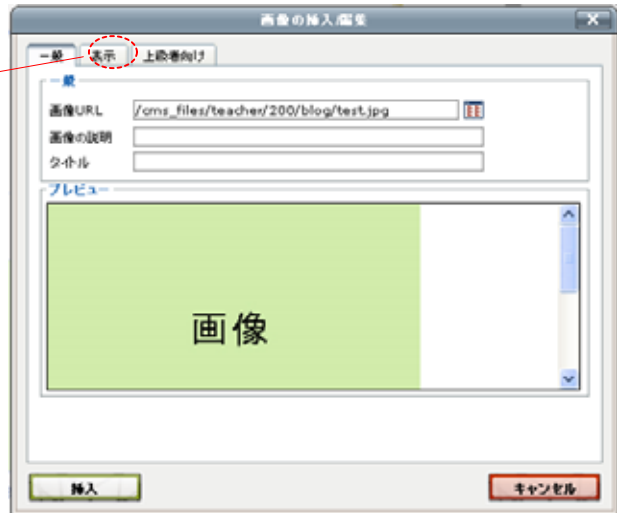 画像の挿入/編集
一般 表示 上級者向け
一般
画像URL /cms_files/teacher/200/blog/test.jpg
画像の説明
タイトル
プレビュー
画像
挿入 キャンセル